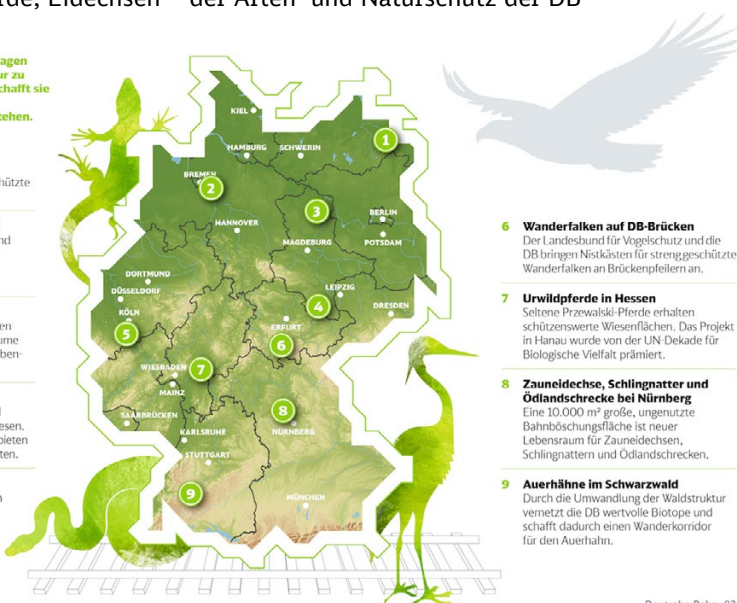 Eidechsen – der Arten- und Naturschutz der DB
KIEL
HAMBURG
SCHWERIN
1
BREMEN
2
3
BERLIN
HANNOVER
MAGDEBURG
POTSDAM
DORTMUND
DÜSSELDORF
LEIPZIG
4
DRESDEN
KÖLN
5
ERFURT
6
WIESBADEN
7
MAINZ
8
SAARBRÜCKEN
NÜRNBERG
KARLSRUHE
STUTTGART
9
MÜNCHEN
6 Wanderfalken auf DB-Brücken
Der Landesbund für Vogelschutz und die
DB bringen Nistkästen für streng geschützte
Wanderfalken an Brückenpfeilern an.
7 Urwildpferde in Hessen
Seltene Przewalski-Pferde erhalten
schützenswerte Wiesenflächen. Das Projekt
in Hanau wurde von der UN-Dekade für
Biologische Vielfalt prämiert.
8 Zauneidechse, Schlingnatter und
Ödlandschrecke bei Nürnberg
Eine 10.000 m² große, ungenutzte
Bahnböschungsfläche ist neuer
Lebensraum für Zauneidechsen,
Schlingnattern und Ödlandschrecken.
9 Auerhähne im Schwarzwald
Durch die Umwandlung der Waldstruktur
vernetzt die DB wertvolle Biotope und
schafft dadurch einen Wanderkorridor
für den Auerhahn.